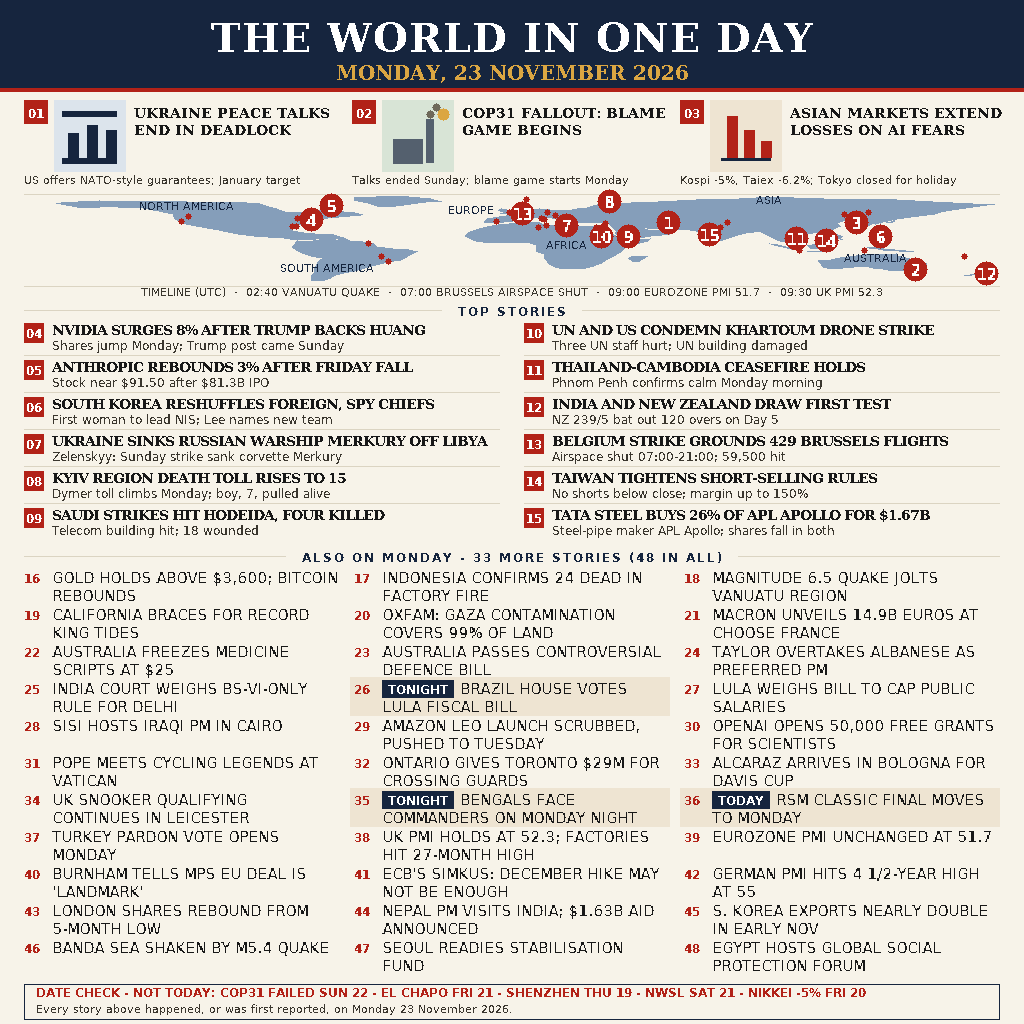 THE WORLD IN ONE DAY
MONDAY, 23 NOVEMBER 2026
01
UKRAINE PEACE TALKS
END IN DEADLOCK
US offers NATO-style guarantees; January target
02
COP31 FALLOUT: BLAME
GAME BEGINS
Talks ended Sunday; blame game starts Monday
03
ASIAN MARKETS EXTEND
LOSSES ON AI FEARS
Kospi -5%, Taiex -6.2%; Tokyo closed for holiday
NORTH AMERICA
SOUTH AMERICA
EUROPE
AFRICA
ASIA
AUSTRALIA
5
4
13
8
7
10
9
1
15
11
14
3
6
2
12
TIMELINE (UTC) · 02:40 VANUATU QUAKE · 07:00 BRUSSELS AIRSPACE SHUT · 09:00 EUROZONE PMI 51.7 · 09:30 UK PMI 52.3
TOP STORIES
04 NVIDIA SURGES 8% AFTER TRUMP BACKS HUANG
Shares jump Monday; Trump post came Sunday
05 ANTHROPIC REBOUNDS 3% AFTER FRIDAY FALL
Stock near $91.50 after $81.3B IPO
06 SOUTH KOREA RESHUFFLES FOREIGN, SPY CHIEFS
First woman to lead NIS; Lee names new team
07 UKRAINE SINKS RUSSIAN WARSHIP MERKURY OFF LIBYA
Zelenskyy: Sunday strike sank corvette Merkury
08 KYIV REGION DEATH TOLL RISES TO 15
Dymer toll climbs Monday; boy, 7, pulled alive
09 SAUDI STRIKES HIT HODEIDA, FOUR KILLED
Telecom building hit; 18 wounded
10 UN AND US CONDEMN KHARTOUM DRONE STRIKE
Three UN staff hurt; UN building damaged
11 THAILAND-CAMBODIA CEASEFIRE HOLDS
Phnom Penh confirms calm Monday morning
12 INDIA AND NEW ZEALAND DRAW FIRST TEST
NZ 239/5 bat out 120 overs on Day 5
13 BELGIUM STRIKE GROUNDS 429 BRUSSELS FLIGHTS
Airspace shut 07:00-21:00; 59,500 hit
14 TAIWAN TIGHTENS SHORT-SELLING RULES
No shorts below close; margin up to 150%
15 TATA STEEL BUYS 26% OF APL APOLLO FOR $1.67B
Steel-pipe maker APL Apollo; shares fall in both
ALSO ON MONDAY - 33 MORE STORIES (48 IN ALL)
16 GOLD HOLDS ABOVE $3,600; BITCOIN
REBOUNDS
17 INDONESIA CONFIRMS 24 DEAD IN
FACTORY FIRE
18 MAGNITUDE 6.5 QUAKE JOLTS
VANUATU REGION
19 CALIFORNIA BRACES FOR RECORD
KING TIDES
20 OXFAM: GAZA CONTAMINATION
COVERS 99% OF LAND
21 MACRON UNVEILS 14.9B EUROS AT
CHOOSE FRANCE
22 AUSTRALIA FREEZES MEDICINE
SCRIPTS AT $25
23 AUSTRALIA PASSES CONTROVERSIAL
DEFENCE BILL
24 TAYLOR OVERTAKES ALBANESE AS
PREFERRED PM
25 INDIA COURT WEIGHS BS-VI-ONLY
RULE FOR DELHI
26 TONIGHT BRAZIL HOUSE VOTES
LULA FISCAL BILL
27 LULA WEIGHS BILL TO CAP PUBLIC
SALARIES
28 SISI HOSTS IRAQI PM IN CAIRO
29 AMAZON LEO LAUNCH SCRUBBED,
PUSHED TO TUESDAY
30 OPENAI OPENS 50,000 FREE GRANTS
FOR SCIENTISTS
31 POPE MEETS CYCLING LEGENDS AT
VATICAN
32 ONTARIO GIVES TORONTO $29M FOR
CROSSING GUARDS
33 ALCARAZ ARRIVES IN BOLOGNA FOR
DAVIS CUP
34 UK SNOOKER QUALIFYING
CONTINUES IN LEICESTER
35 TONIGHT BENGALS FACE
COMMANDERS ON MONDAY NIGHT
36 TODAY RSM CLASSIC FINAL MOVES
TO MONDAY
37 TURKEY PARDON VOTE OPENS
MONDAY
38 UK PMI HOLDS AT 52.3; FACTORIES
HIT 27-MONTH HIGH
39 EUROZONE PMI UNCHANGED AT 51.7
40 BURNHAM TELLS MPS EU DEAL IS
'LANDMARK'
41 ECB'S SIMKUS: DECEMBER HIKE MAY
NOT BE ENOUGH
42 GERMAN PMI HITS 4 1/2-YEAR HIGH
AT 55
43 LONDON SHARES REBOUND FROM
5-MONTH LOW
44 NEPAL PM VISITS INDIA; $1.63B AID
ANNOUNCED
45 S. KOREA EXPORTS NEARLY DOUBLE
IN EARLY NOV
46 BANDA SEA SHAKEN BY M5.4 QUAKE
47 SEOUL READIES STABILISATION
FUND
48 EGYPT HOSTS GLOBAL SOCIAL
PROTECTION FORUM
DATE CHECK - NOT TODAY: COP31 FAILED SUN 22 - EL CHAPO FRI 21 - SHENZHEN THU 19 - NWSL SAT 21 - NIKKEI -5% FRI 20
Every story above happened, or was first reported, on Monday 23 November 2026.